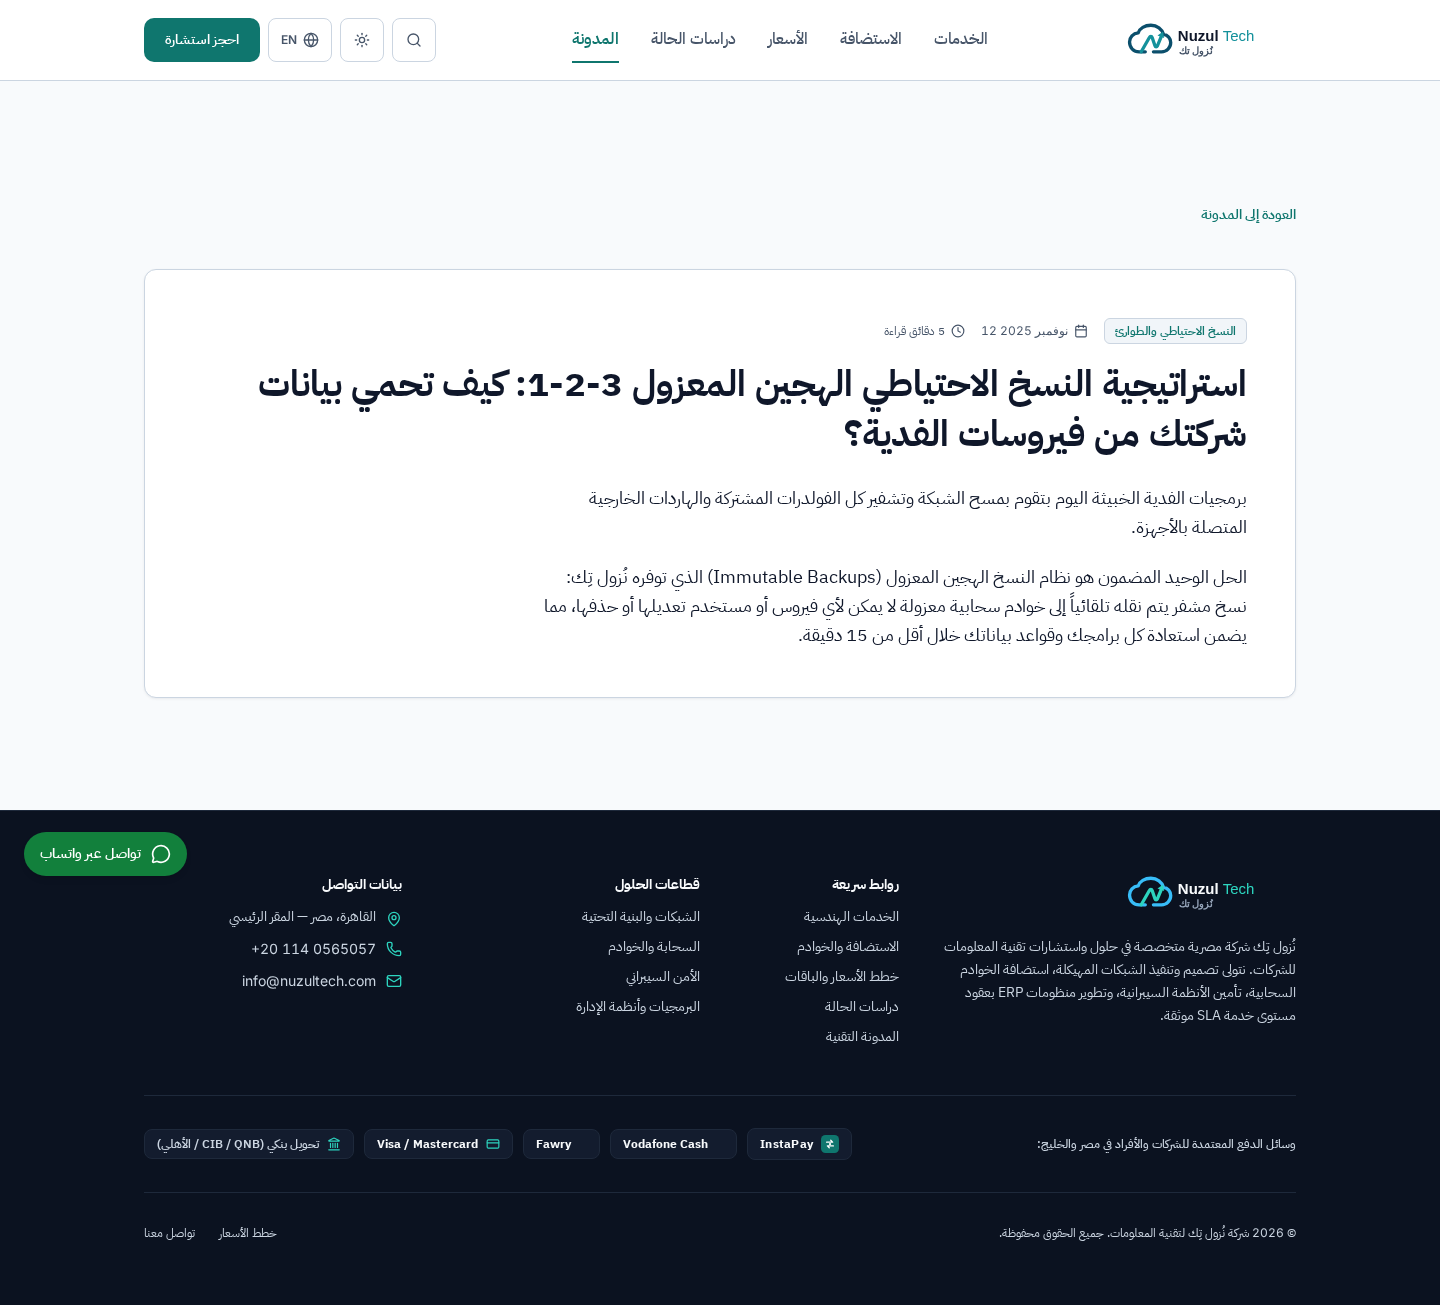 Nuzul Tech
نُزول تك
الخدمات
الاستضافة
الأسعار
دراسات الحالة
المدونة
EN
احجز استشارة
العودة إلى المدونة
النسخ الاحتياطي والطوارئ
12 نوفمبر 2025
5 دقائق قراءة
استراتيجية النسخ الاحتياطي الهجين المعزول 3-2-1: كيف تحمي بيانات
شركتك من فيروسات الفدية؟
برمجيات الفدية الخبيثة اليوم بتقوم بمسح الشبكة وتشفير كل الفولدرات المشتركة والهاردات الخارجية
المتصلة بالأجهزة.
الحل الوحيد المضمون هو نظام النسخ الهجين المعزول (Immutable Backups) الذي توفره نُزول تِك:
نسخ مشفر يتم نقله تلقائياً إلى خوادم سحابية معزولة لا يمكن لأي فيروس أو مستخدم تعديلها أو حذفها، مما
يضمن استعادة كل برامجك وقواعد بياناتك خلال أقل من 15 دقيقة.
Nuzul Tech
نُزول تك
نُزول تِك شركة مصرية متخصصة في حلول واستشارات تقنية المعلومات
للشركات. نتولى تصميم وتنفيذ الشبكات المهيكلة، استضافة الخوادم
السحابية، تأمين الأنظمة السيبرانية، وتطوير منظومات ERP بعقود
مستوى خدمة SLA موثقة.
روابط سريعة
الخدمات الهندسية
الاستضافة والخوادم
خطط الأسعار والباقات
دراسات الحالة
المدونة التقنية
قطاعات الحلول
الشبكات والبنية التحتية
السحابة والخوادم
الأمن السيبراني
البرمجيات وأنظمة الإدارة
بيانات التواصل
القاهرة، مصر — المقر الرئيسي
+20 114 0565057
info@nuzultech.com
تواصل عبر واتساب
وسائل الدفع المعتمدة للشركات والأفراد في مصر والخليج:
InstaPay
Vodafone Cash
Fawry
Visa / Mastercard
تحويل بنكي (CIB / QNB / الأهلي)
© 2026 شركة نُزول تِك لتقنية المعلومات. جميع الحقوق محفوظة.
خطط الأسعار
تواصل معنا